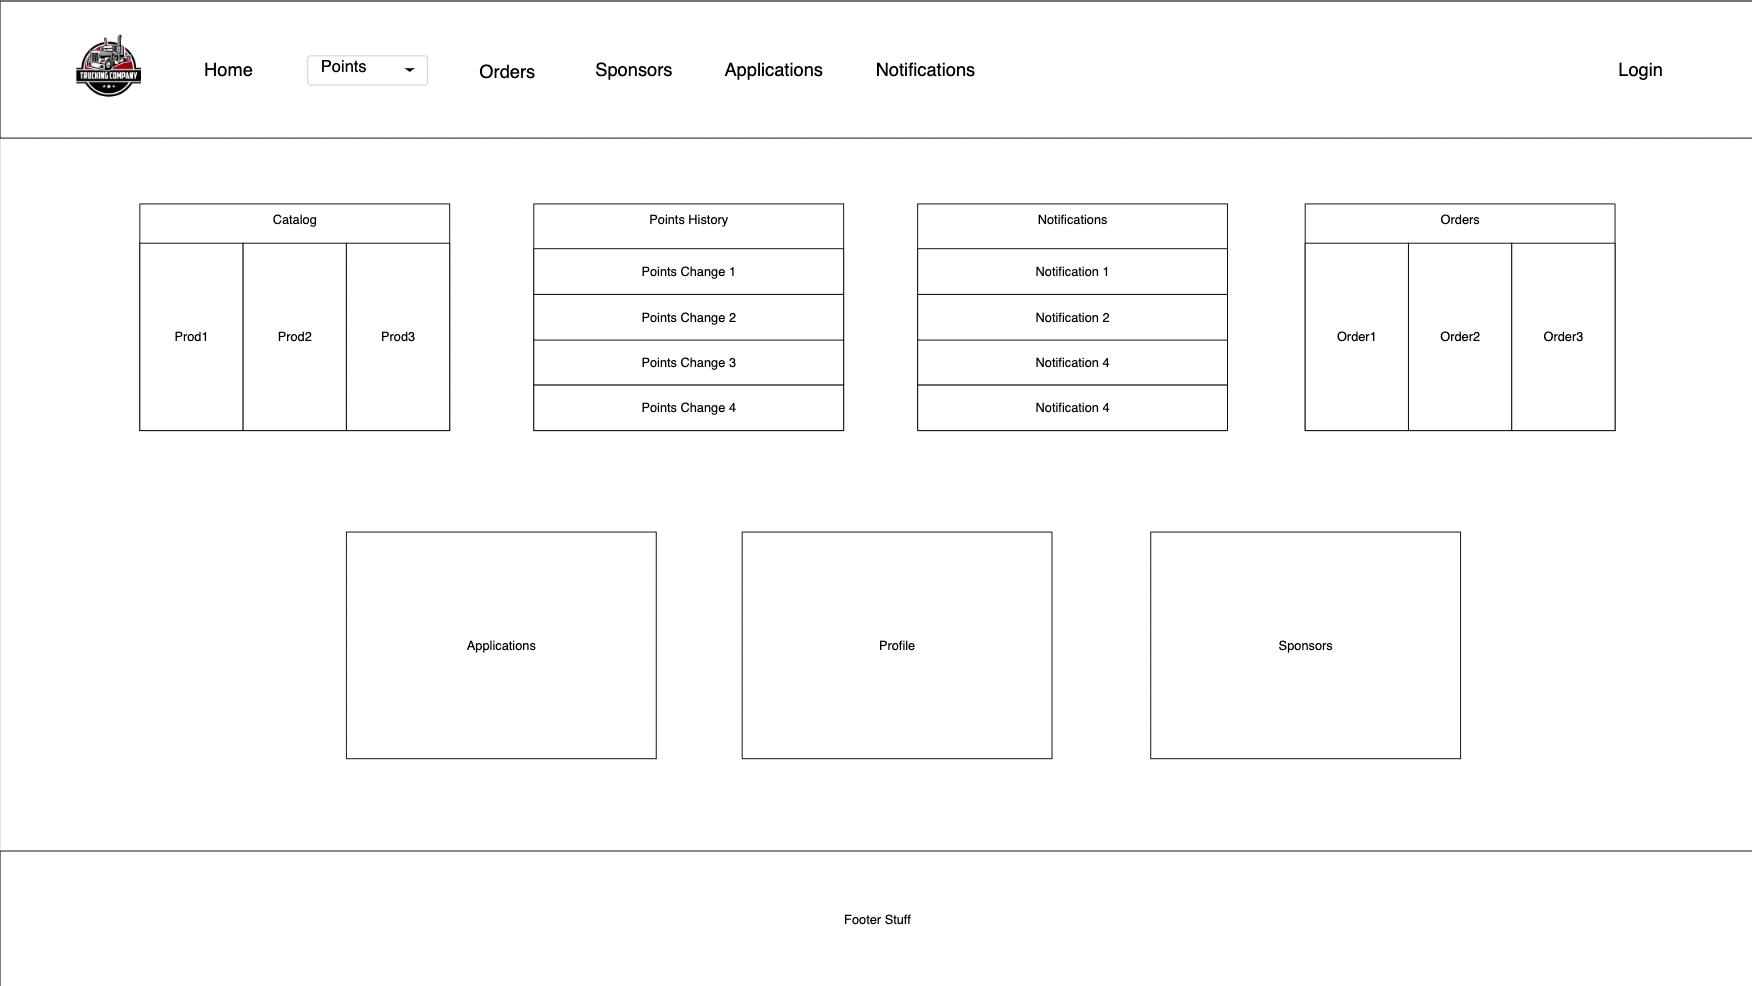 TRUCKING COMPANY
Home
Points
Orders
Sponsors
Applications
Notifications
Login
Catalog
Prod1
Prod2
Prod3
Points History
Points Change 1
Points Change 2
Points Change 3
Points Change 4
Notifications
Notification 1
Notification 2
Notification 4
Notification 4
Orders
Order1
Order2
Order3
Applications
Profile
Sponsors
Footer Stuff